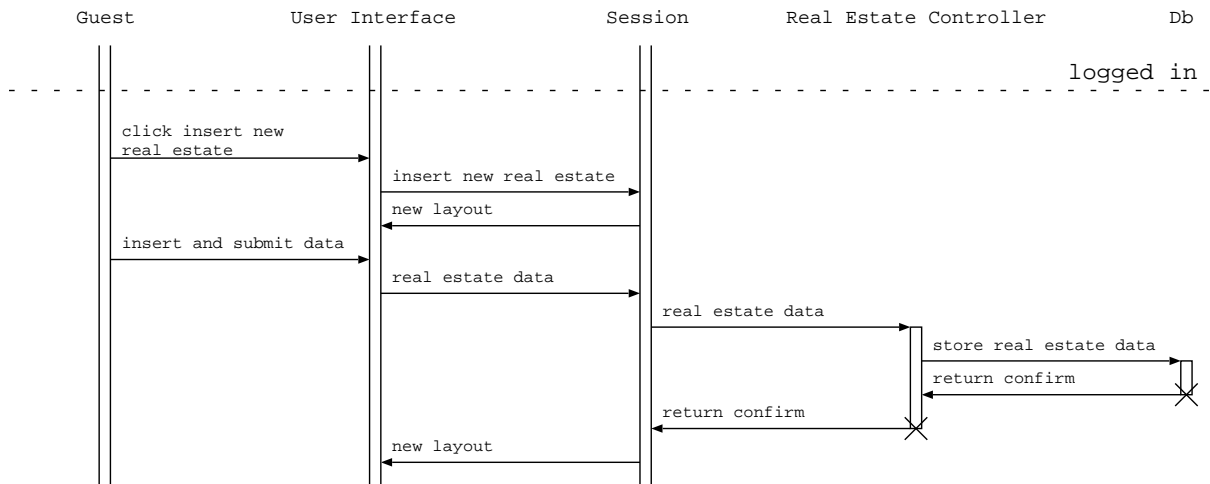 Guest User Interface Session Real Estate Controller Db
logged in
click insert new
real estate
insert new real estate
new layout
insert and submit data
real estate data
real estate data
store real estate data
return confirm
return confirm
new layout